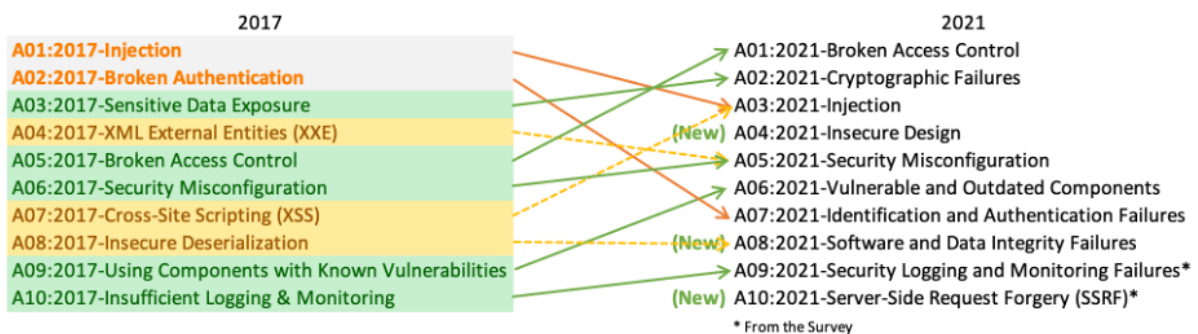 2017
A01:2017-Injection
A02:2017-Broken Authentication
A03:2017-Sensitive Data Exposure
A04:2017-XML External Entities (XXE)
A05:2017-Broken Access Control
A06:2017-Security Misconfiguration
A07:2017-Cross-Site Scripting (XSS)
A08:2017-Insecure Deserialization
A09:2017-Using Components with Known Vulnerabilities
A10:2017-Insufficient Logging & Monitoring
2021
A01:2021-Broken Access Control
A02:2021-Cryptographic Failures
A03:2021-Injection
(New) A04:2021-Insecure Design
A05:2021-Security Misconfiguration
A06:2021-Vulnerable and Outdated Components
A07:2021-Identification and Authentication Failures
(New) A08:2021-Software and Data Integrity Failures
A09:2021-Security Logging and Monitoring Failures*
(New) A10:2021-Server-Side Request Forgery (SSRF)*
* From the Survey